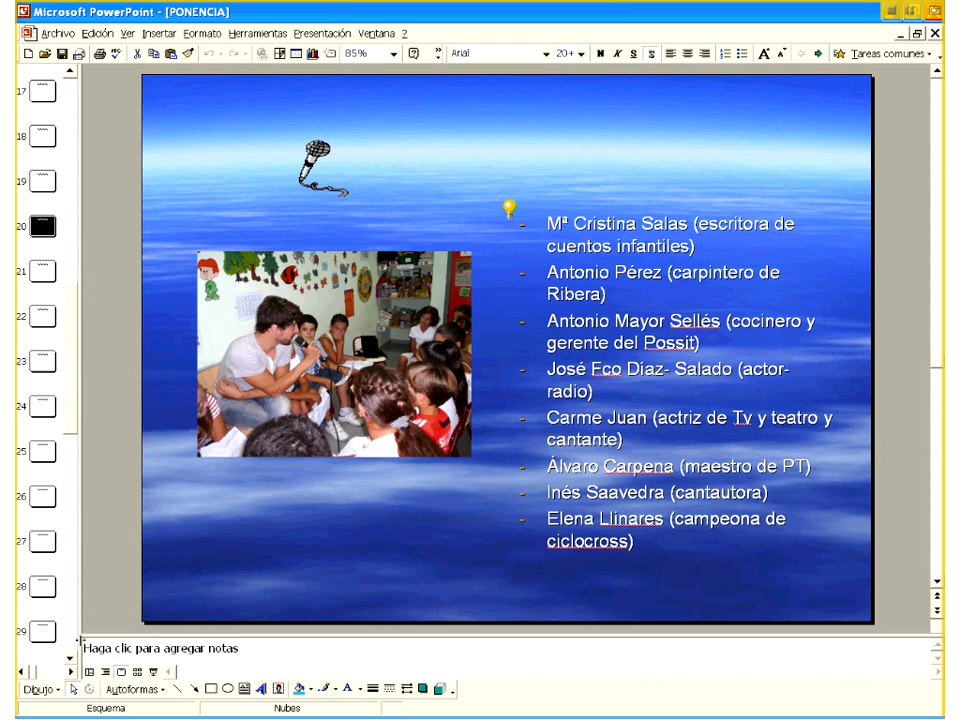 Microsoft PowerPoint - [PONENCIA]
Archivo Edición Ver Insertar Formato Herramientas Presentación Ventana ?
85% Arial 20+ N K S S A A Tareas comunes
17
18
19
20
21
22
23
24
25
26
27
28
29
- Mª Cristina Salas (escritora de
cuentos infantiles)
- Antonio Pérez (carpintero de
Ribera)
- Antonio Mayor Sellés (cocinero y
gerente del Possit)
- José Fco Díaz- Salado (actor-
radio)
- Carme Juan (actriz de Tv y teatro y
cantante)
- Álvaro Carpena (maestro de PT)
- Inés Saavedra (cantautora)
- Elena Llinares (campeona de
ciclocross)
Haga clic para agregar notas
Dibujo Autoformas
Esquema Nubes